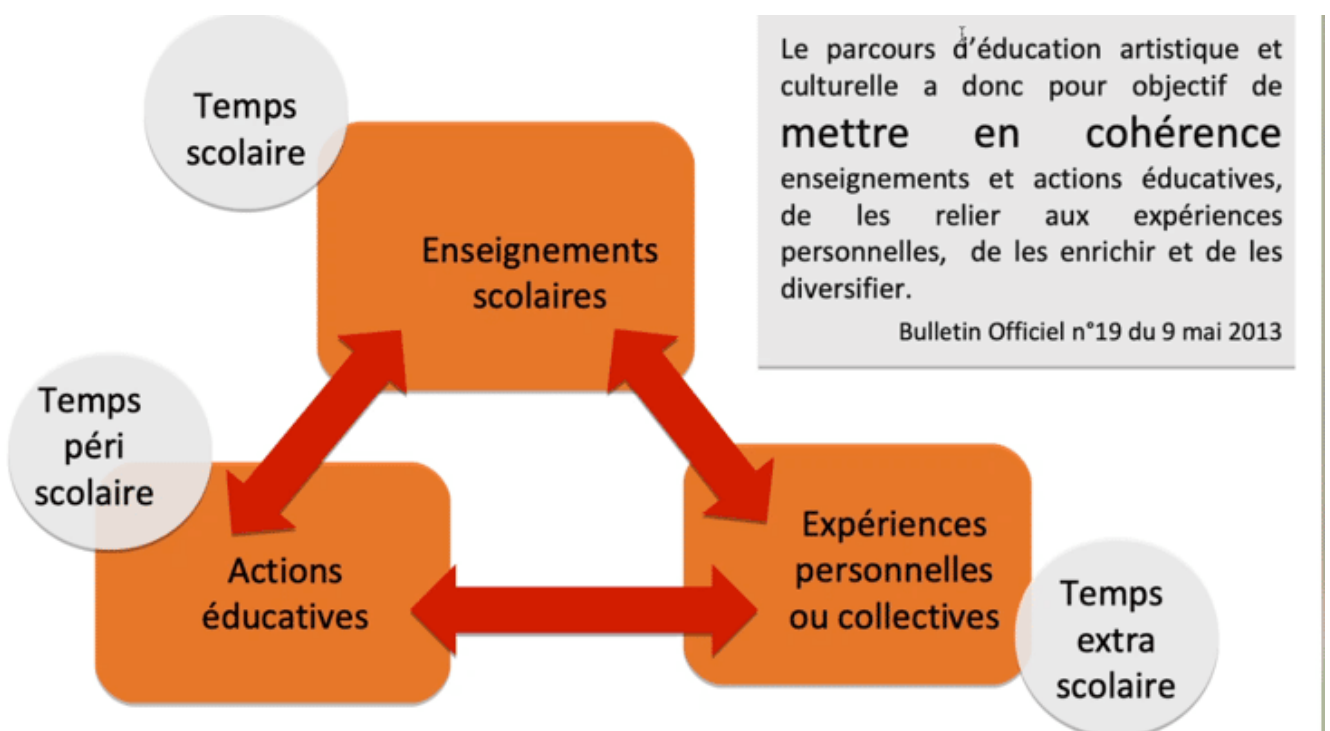 Temps
scolaire
Le parcours d'éducation artistique et
culturelle a donc pour objectif de
mettre en cohérence
enseignements et actions éducatives,
de les relier aux expériences
personnelles, de les enrichir et de les
diversifier.
Bulletin Officiel n°19 du 9 mai 2013
Enseignements
scolaires
Temps
péri
scolaire
Actions
éducatives
Expériences
personnelles
ou collectives
Temps
extra
scolaire